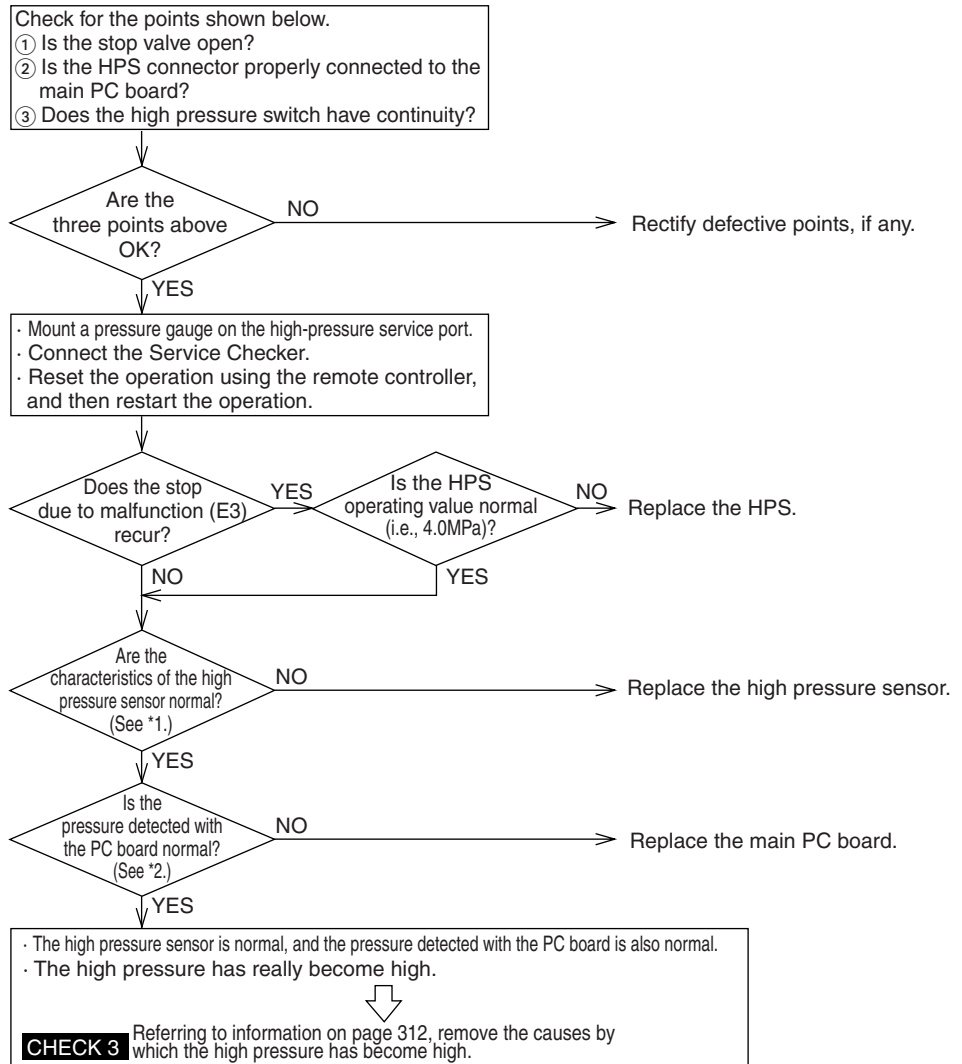 Check for the points shown below.
① Is the stop valve open?
② Is the HPS connector properly connected to the
main PC board?
③ Does the high pressure switch have continuity?
Are the
three points above
OK?
NO
Rectify defective points, if any.
YES
· Mount a pressure gauge on the high-pressure service port.
· Connect the Service Checker.
· Reset the operation using the remote controller,
and then restart the operation.
Does the stop
due to malfunction (E3)
recur?
YES
Is the HPS
operating value normal
(i.e., 4.0MPa)?
NO
Replace the HPS.
NO
YES
Are the
characteristics of the high
pressure sensor normal?
(See *1.)
NO
Replace the high pressure sensor.
YES
Is the
pressure detected with
the PC board normal?
(See *2.)
NO
Replace the main PC board.
YES
· The high pressure sensor is normal, and the pressure detected with the PC board is also normal.
· The high pressure has really become high.
CHECK 3
Referring to information on page 312, remove the causes by
which the high pressure has become high.